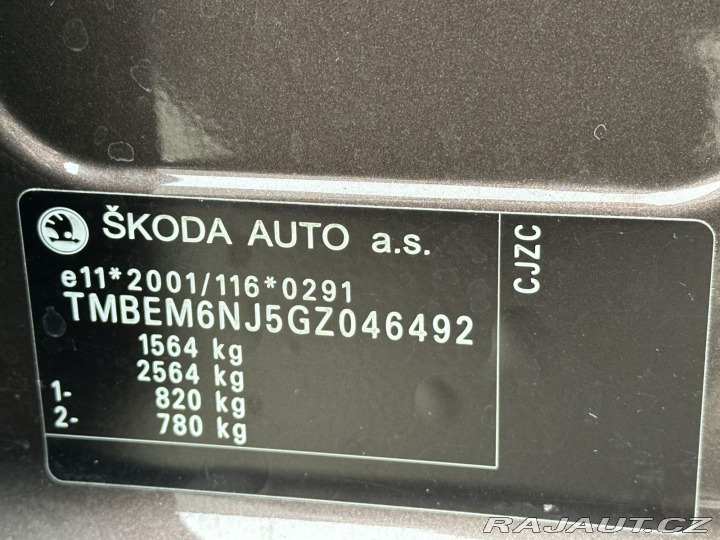 ŠKODA AUTO a.s.
e11*2001/116*0291
TMBEM6NJ5GZ046492
1564 kg
2564 kg
1- 820 kg
2- 780 kg
CJZC
RAJAUT.CZ